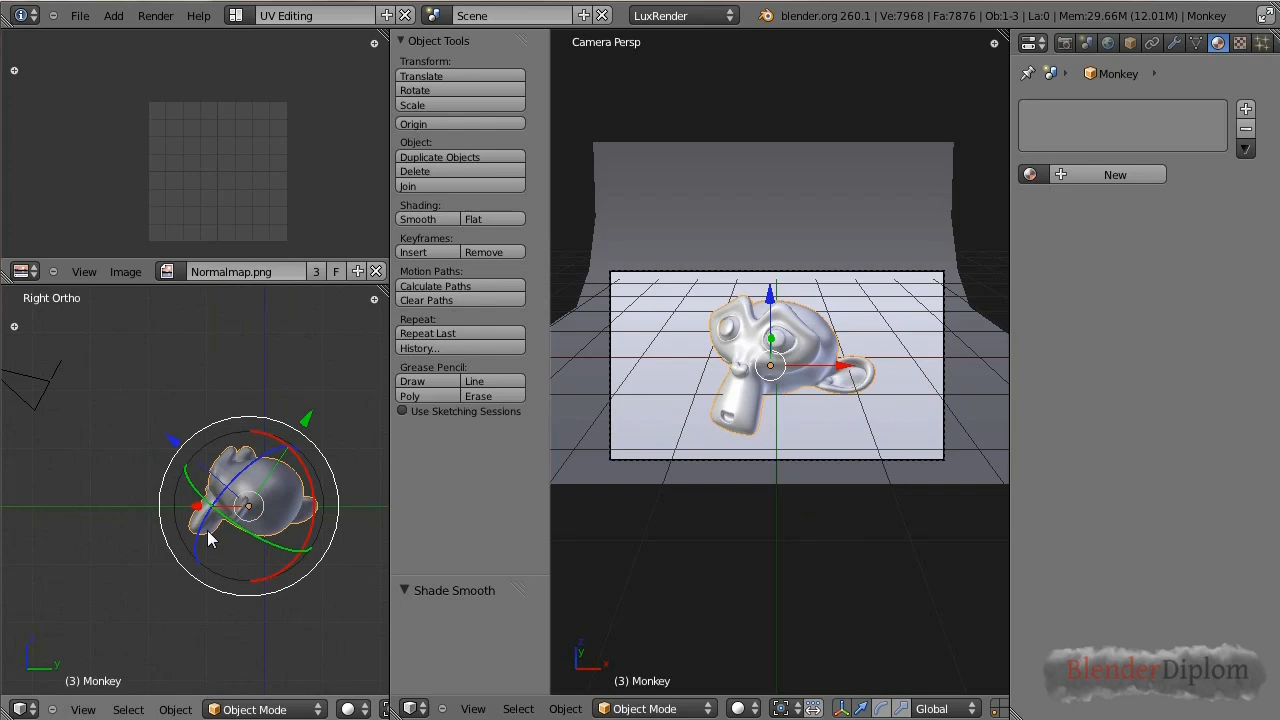 File Add Render Help UV Editing Scene LuxRender blender.org 260.1 | Ve:7968 | Fa:7876 | Ob:1-3 | La:0 | Mem:29.66M (12.01M) | Monkey
Object Tools
Transform:
Translate
Rotate
Scale
Origin
Object:
Duplicate Objects
Delete
Join
Shading:
Smooth Flat
Keyframes:
Insert Remove
Motion Paths:
Calculate Paths
Clear Paths
Repeat:
Repeat Last
History...
Grease Pencil:
Draw Line
Poly Erase
Use Sketching Sessions
Shade Smooth
View Image Normalmap.png 3 F
Right Ortho
z
y
(3) Monkey
View Select Object Object Mode
Camera Persp
z
y
x
(3) Monkey
View Select Object Object Mode Global
Monkey
New
BlenderDiplom